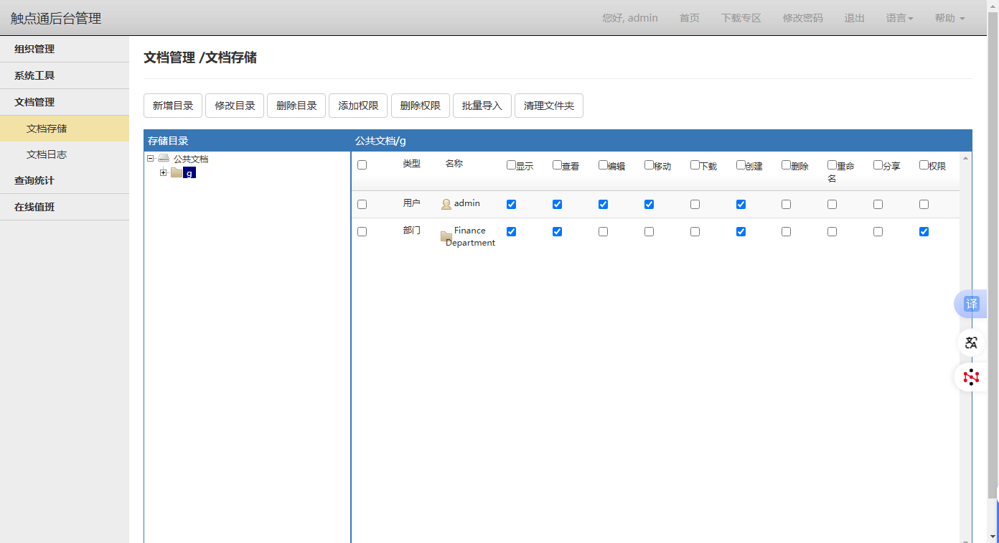 触点通后台管理
您好, admin 首页 下载专区 修改密码 退出 语言 帮助
组织管理
系统工具
文档管理
文档存储
文档日志
查询统计
在线值班
文档管理 /文档存储
新增目录 修改目录 删除目录 添加权限 删除权限 批量导入 清理文件夹
存储目录
公共文档
g
公共文档/g
类型 名称 显示 查看 编辑 移动 下载 创建 删除 重命 分享 权限
名
用户 admin
部门 Finance
Department
译